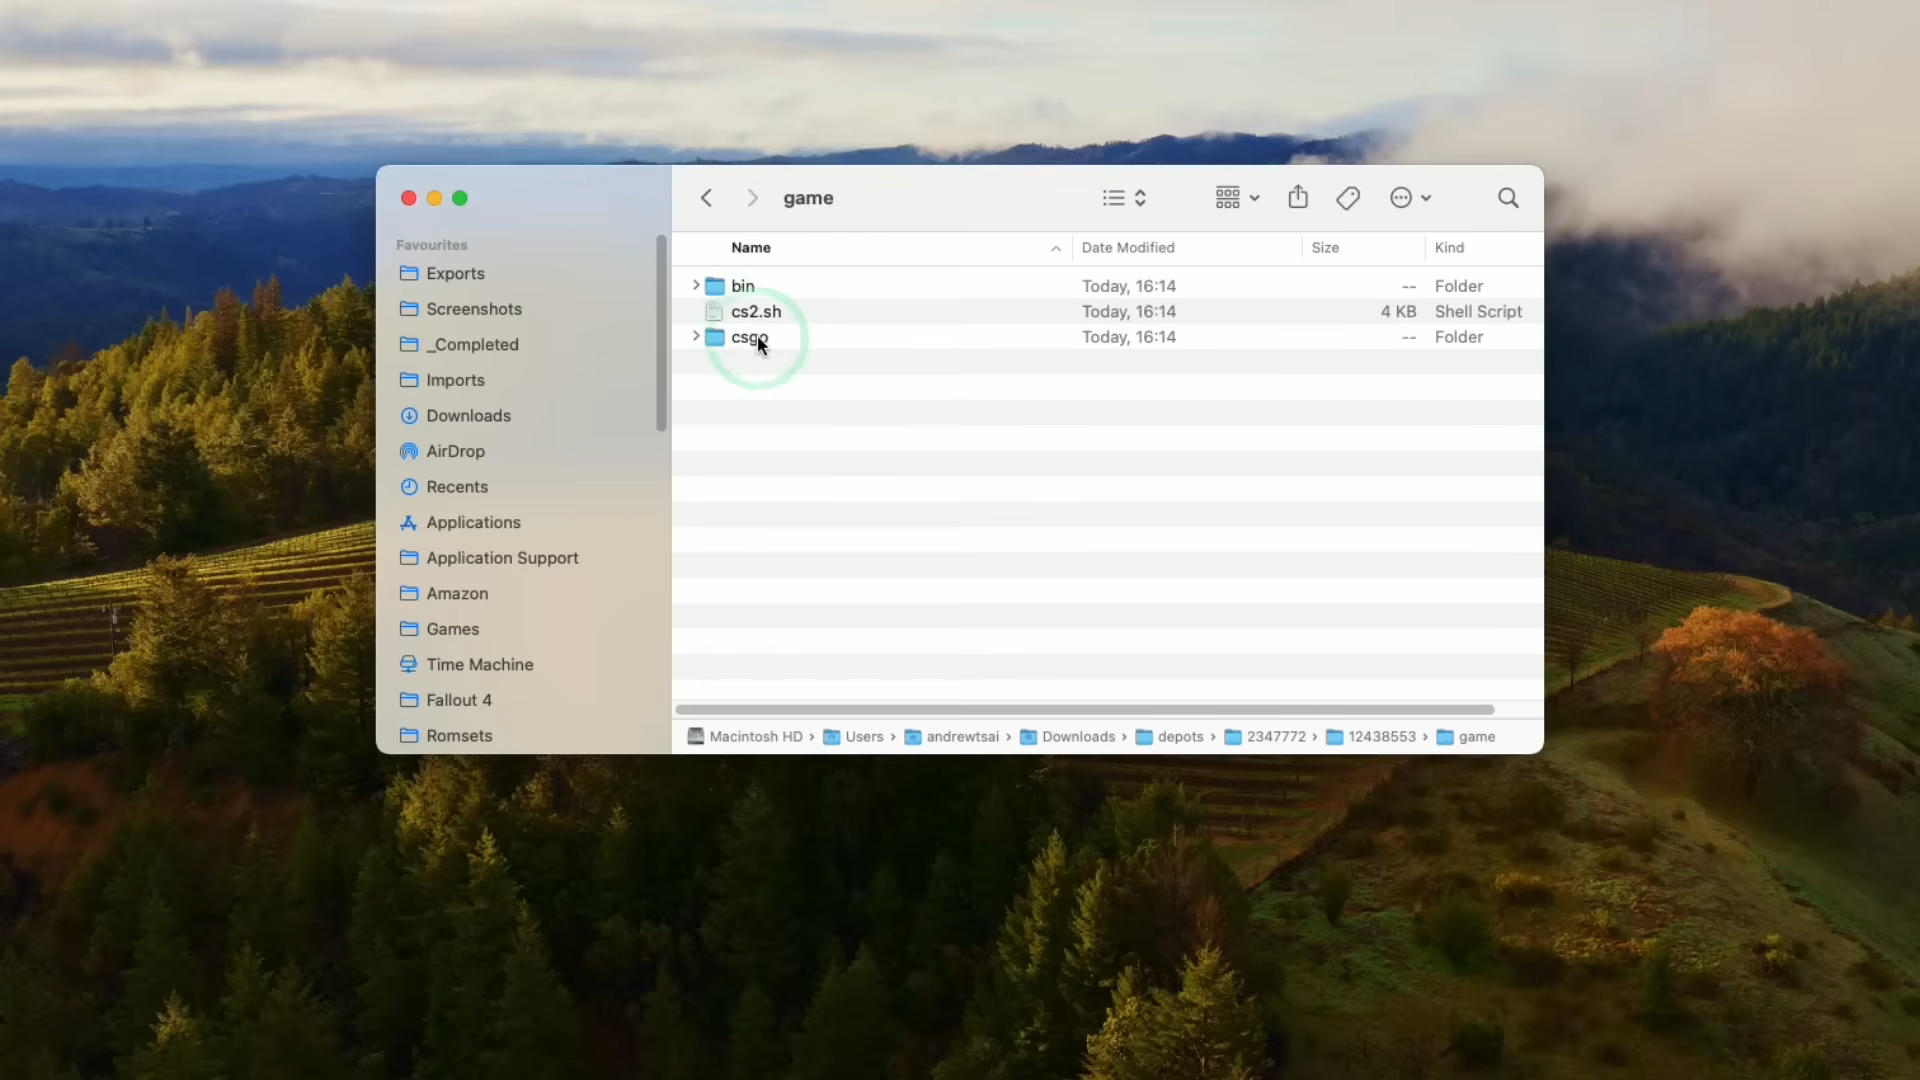 game
Favourites
Exports
Screenshots
_Completed
Imports
Downloads
AirDrop
Recents
Applications
Application Support
Amazon
Games
Time Machine
Fallout 4
Romsets
Name Date Modified Size Kind
bin Today, 16:14 -- Folder
cs2.sh Today, 16:14 4 KB Shell Script
csgo Today, 16:14 -- Folder
Macintosh HD › Users › andrewtsai › Downloads › depots › 2347772 › 12438553 › game